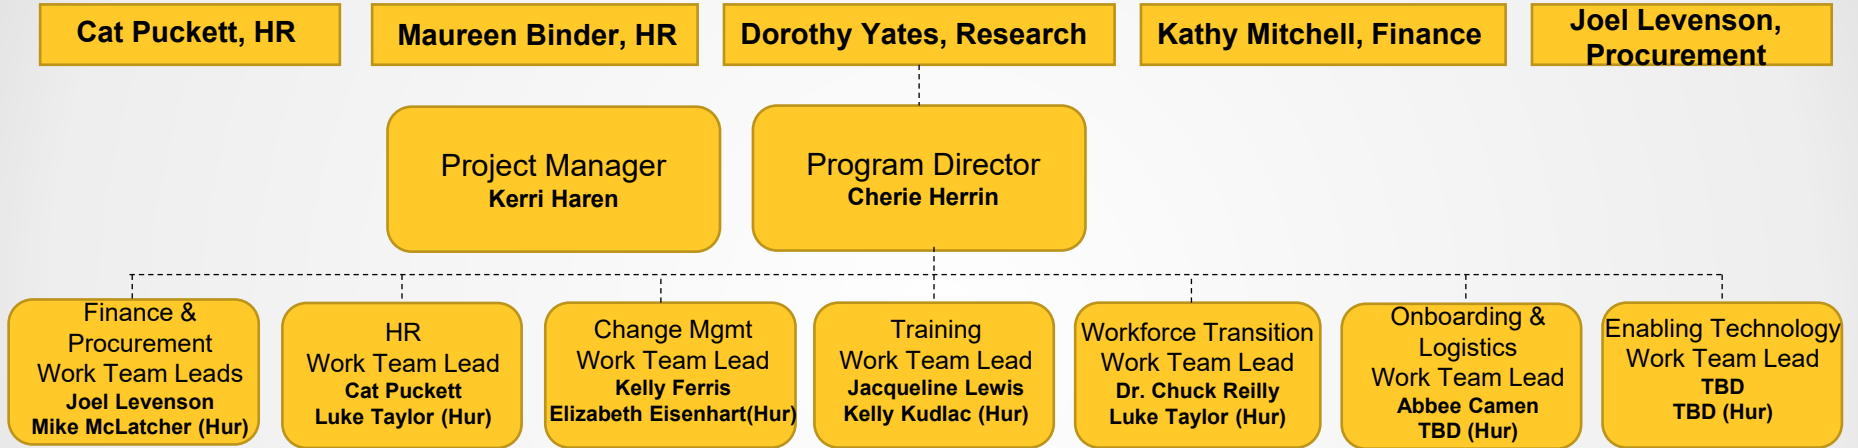 Cat Puckett, HR
Maureen Binder, HR
Dorothy Yates, Research
Kathy Mitchell, Finance
Joel Levenson,
Procurement
Project Manager
Kerri Haren
Program Director
Cherie Herrin
Finance &
Procurement
Work Team Leads
Joel Levenson
Mike McLatcher (Hur)
HR
Work Team Lead
Cat Puckett
Luke Taylor (Hur)
Change Mgmt
Work Team Lead
Kelly Ferris
Elizabeth Eisenhart(Hur)
Training
Work Team Lead
Jacqueline Lewis
Kelly Kudlac (Hur)
Workforce Transition
Work Team Lead
Dr. Chuck Reilly
Luke Taylor (Hur)
Onboarding &
Logistics
Work Team Lead
Abbee Camen
TBD (Hur)
Enabling Technology
Work Team Lead
TBD
TBD (Hur)